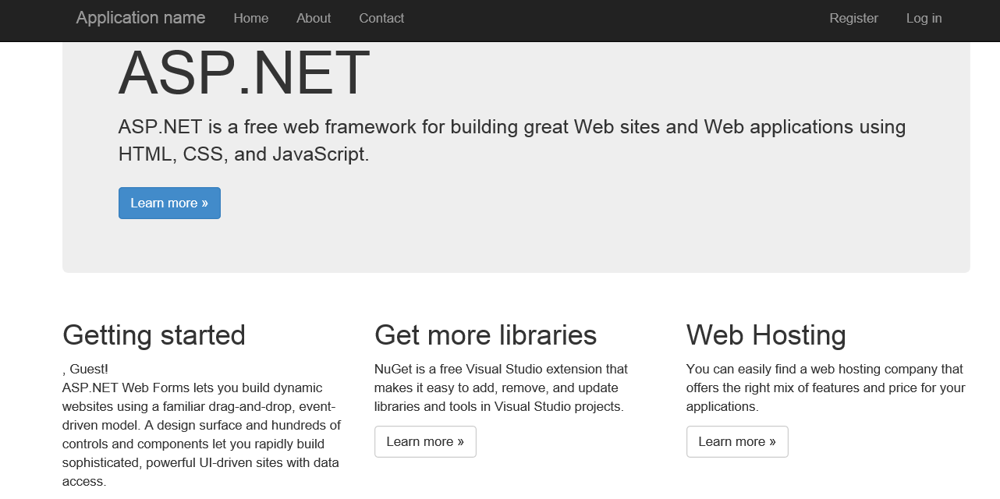 Application name Home About Contact Register Log in
ASP.NET
ASP.NET is a free web framework for building great Web sites and Web applications using
HTML, CSS, and JavaScript.
Learn more »
Getting started
, Guest!
ASP.NET Web Forms lets you build dynamic
websites using a familiar drag-and-drop, event-
driven model. A design surface and hundreds of
controls and components let you rapidly build
sophisticated, powerful UI-driven sites with data
access.
Get more libraries
NuGet is a free Visual Studio extension that
makes it easy to add, remove, and update
libraries and tools in Visual Studio projects.
Learn more »
Web Hosting
You can easily find a web hosting company that
offers the right mix of features and price for your
applications.
Learn more »